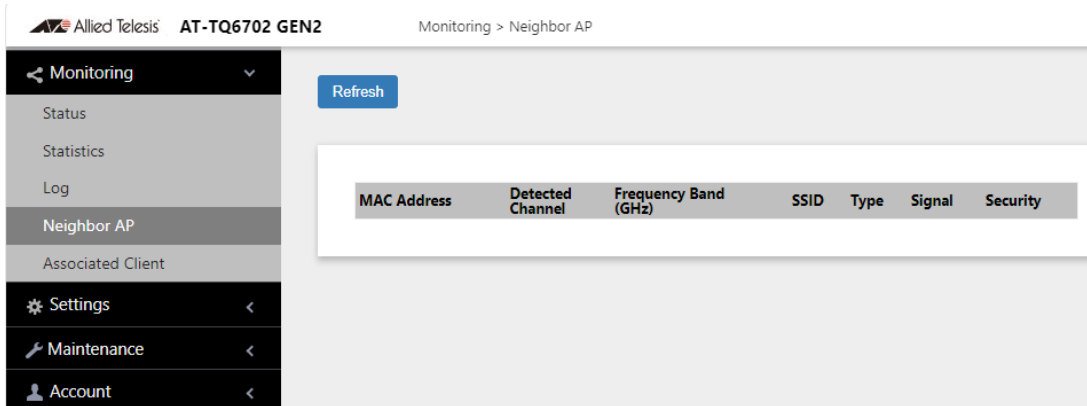 Allied Telesis AT-TQ6702 GEN2 Monitoring > Neighbor AP
Monitoring
Refresh
Status
Statistics
Log
MAC Address Detected Channel Frequency Band (GHz) SSID Type Signal Security
Neighbor AP
Associated Client
Settings
Maintenance
Account